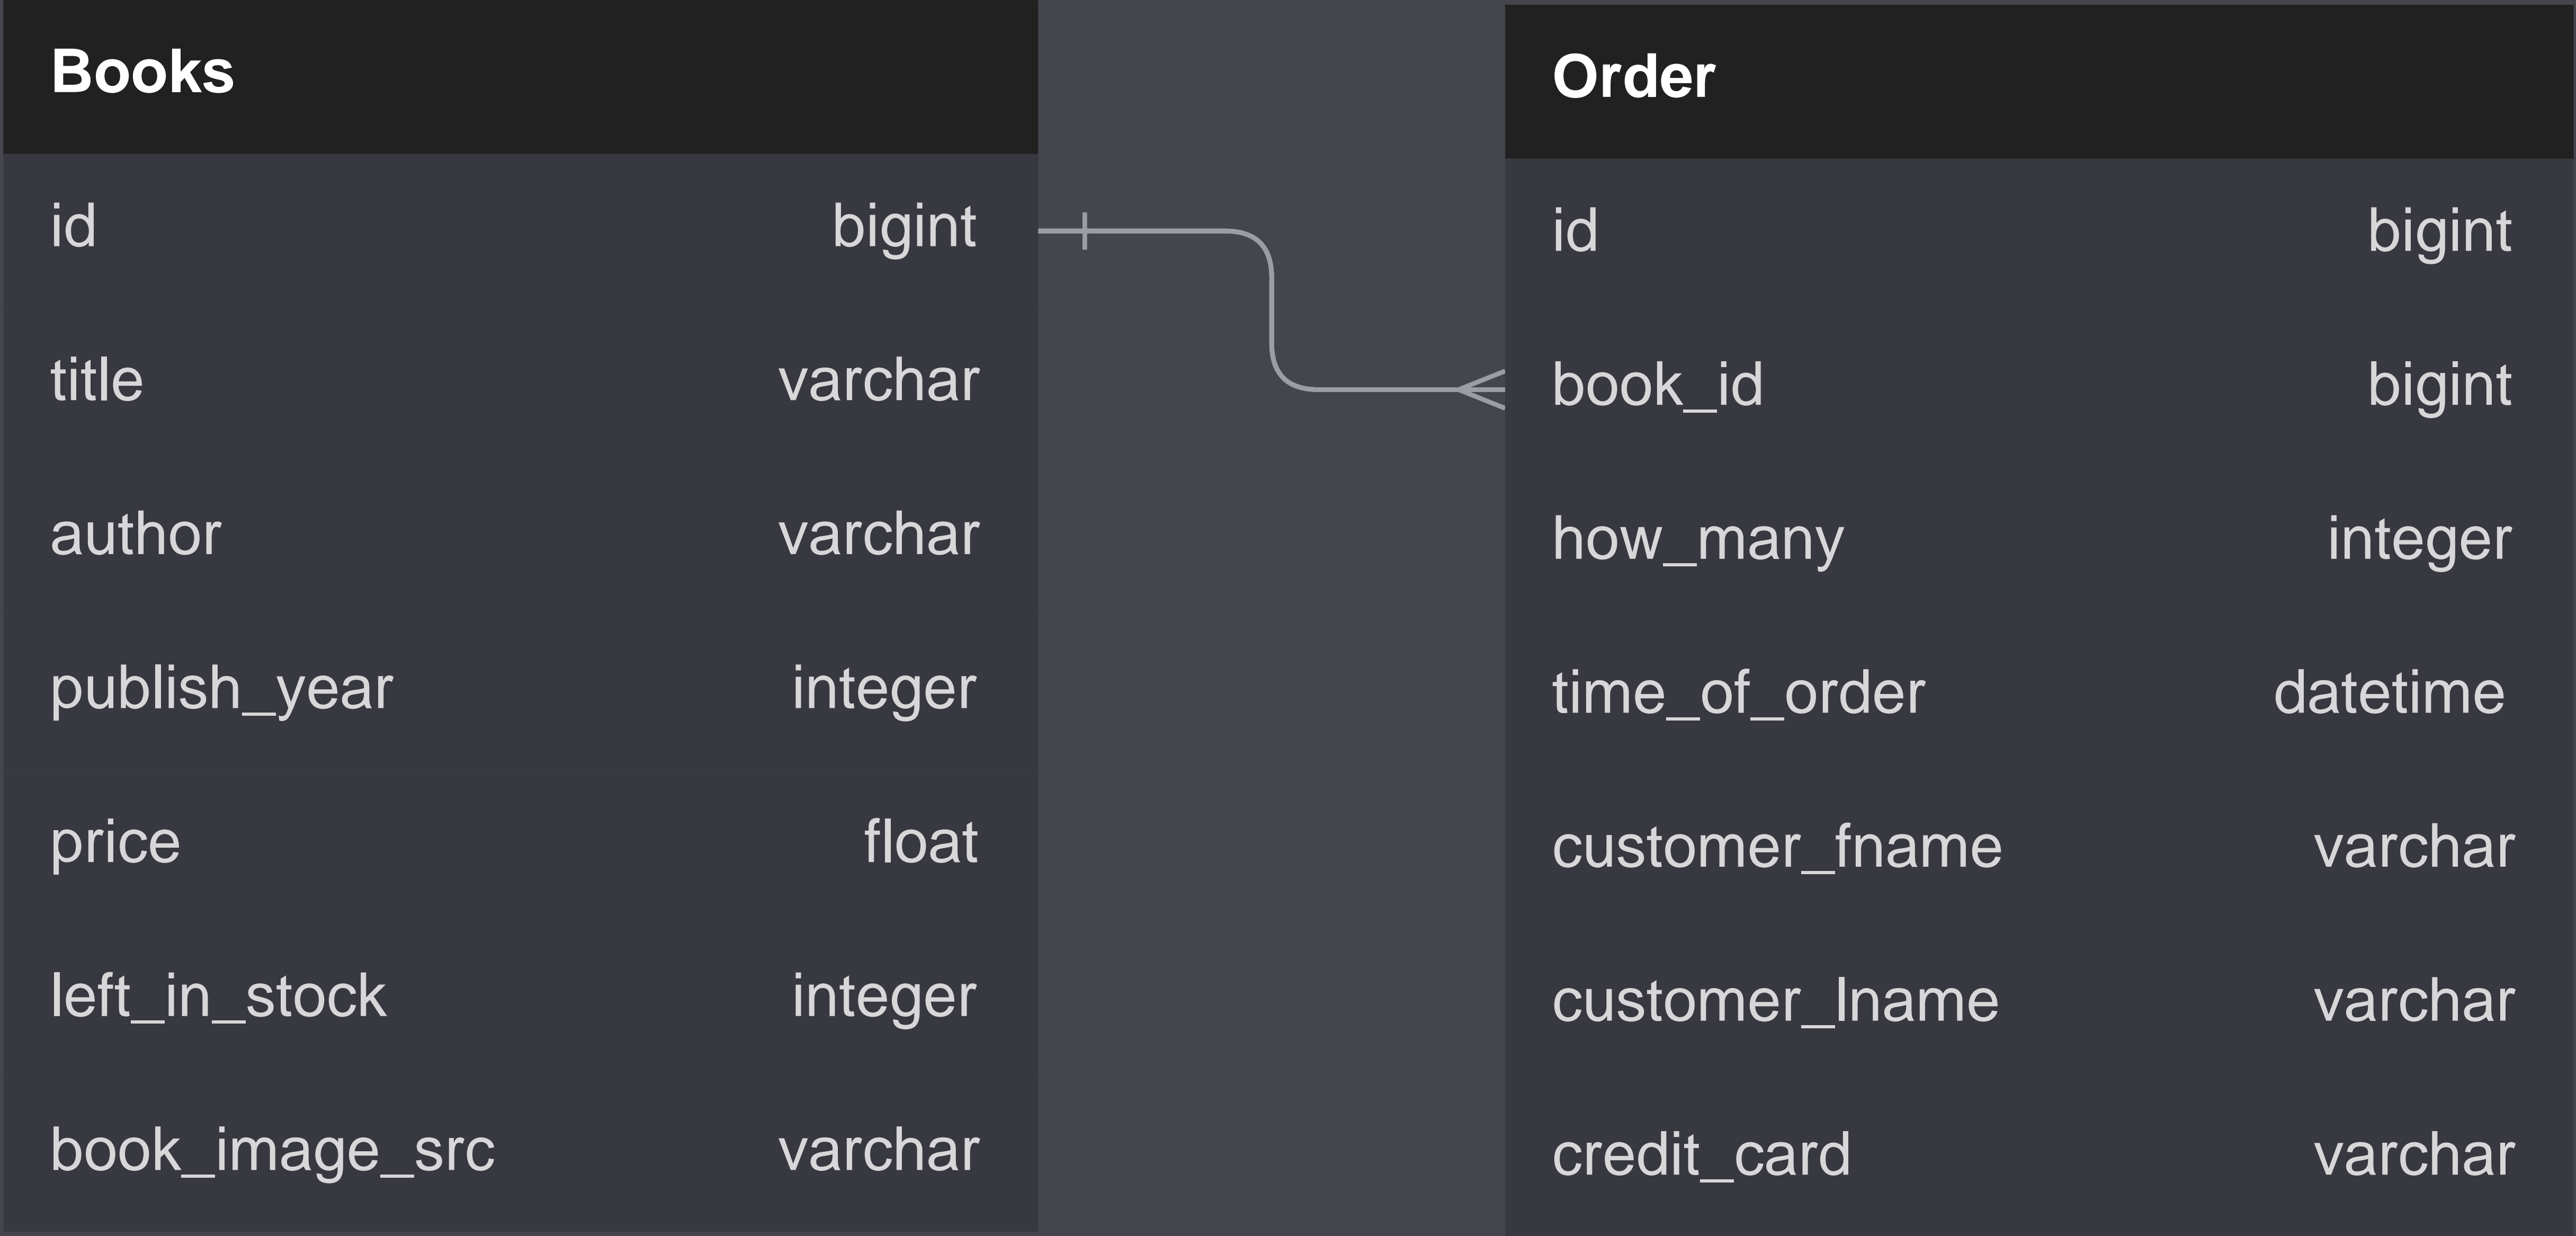 Books
id bigint
title varchar
author varchar
publish_year integer
price float
left_in_stock integer
book_image_src varchar
Order
id bigint
book_id bigint
how_many integer
time_of_order datetime
customer_fname varchar
customer_lname varchar
credit_card varchar